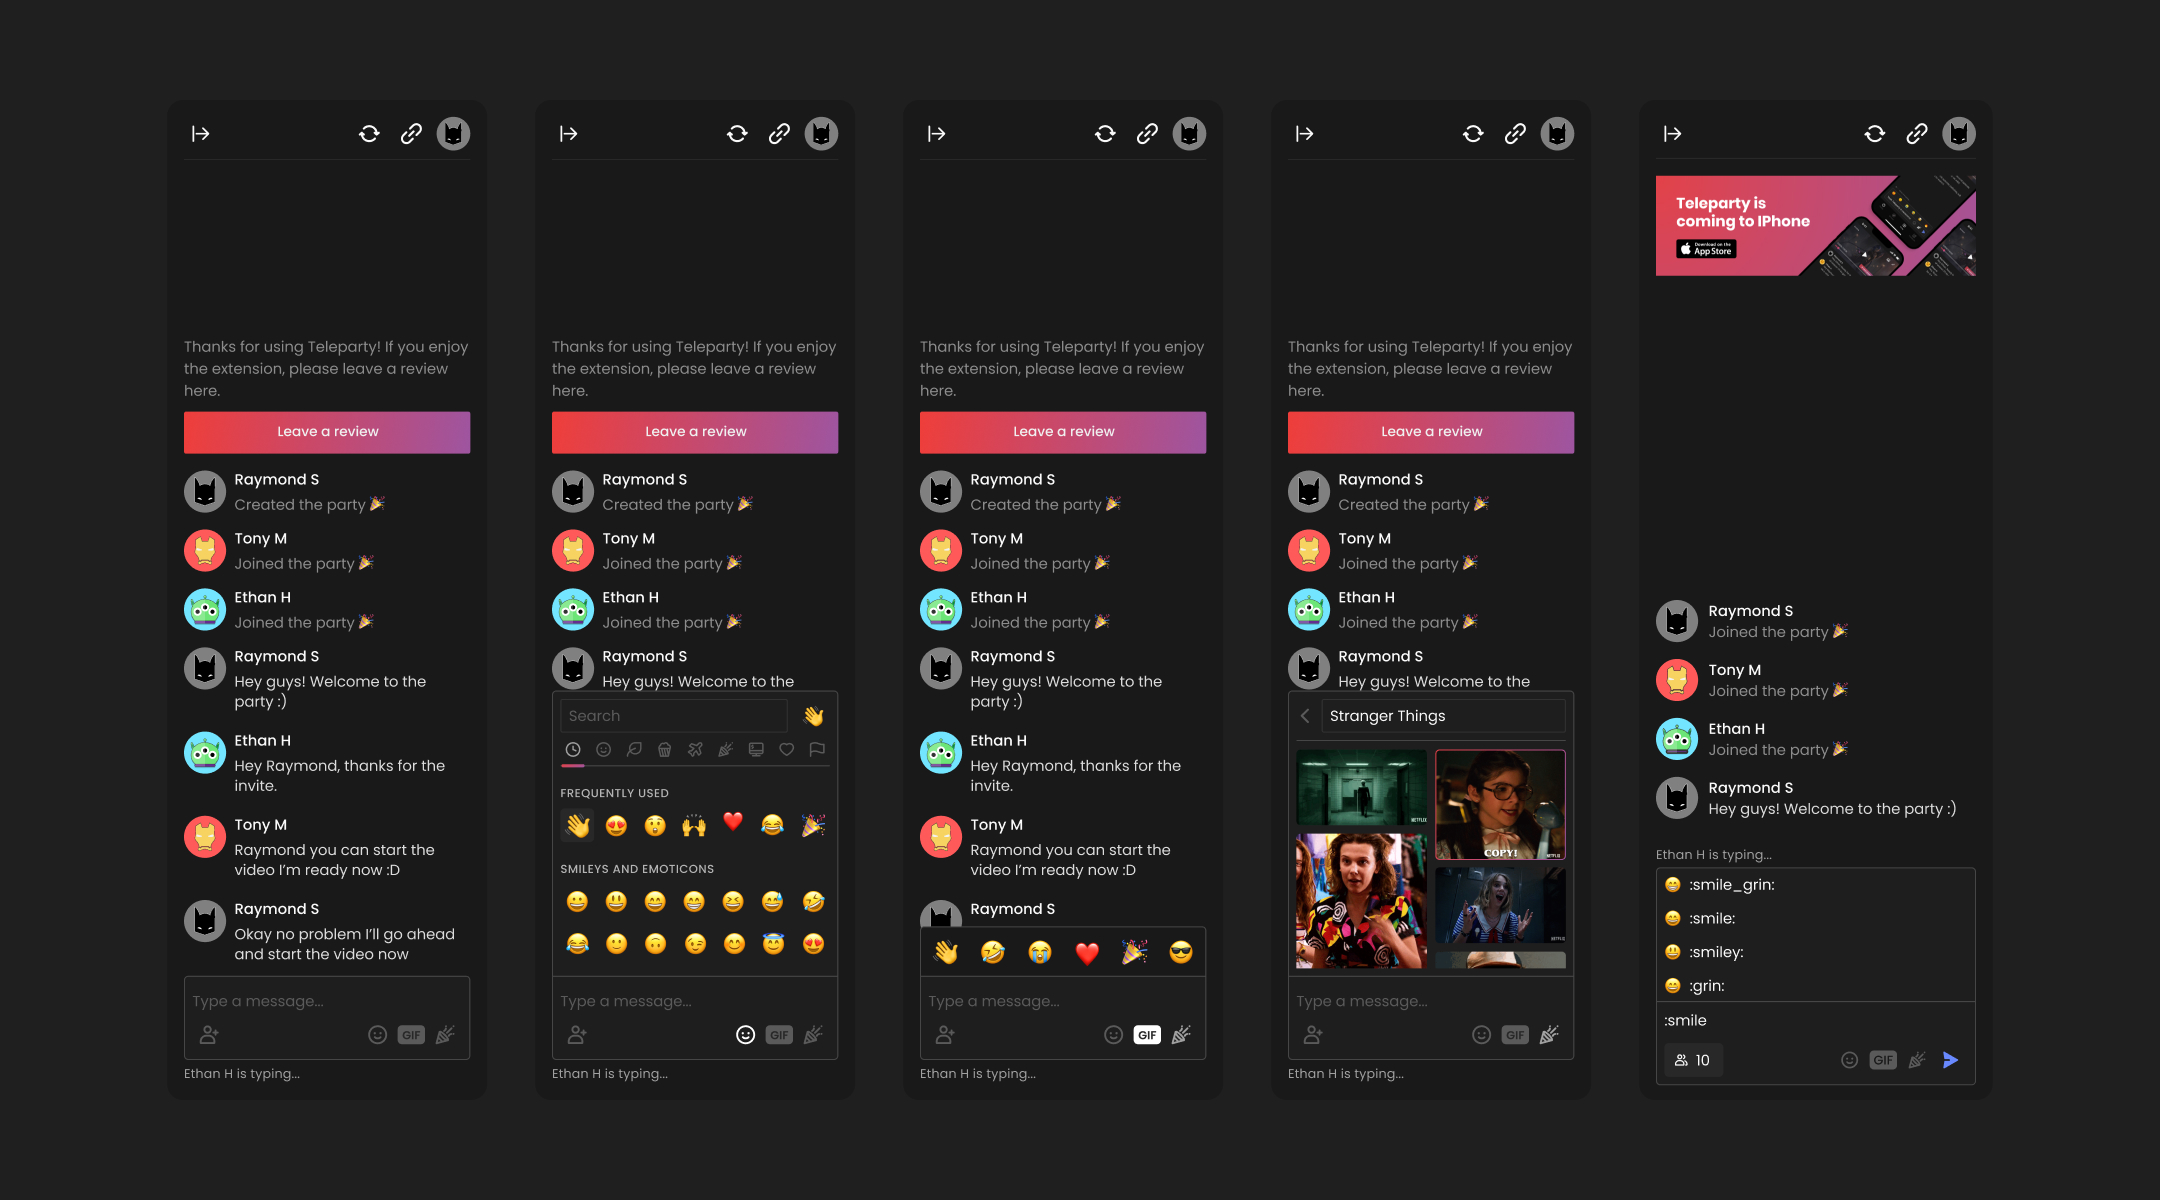 Thanks for using Teleparty! If you enjoy
the extension, please leave a review
here.
Leave a review
Raymond S
Created the party
Tony M
Joined the party
Ethan H
Joined the party
Raymond S
Hey guys! Welcome to the
party :)
Ethan H
Hey Raymond, thanks for the
invite.
Tony M
Raymond you can start the
video I'm ready now :D
Raymond S
Okay no problem I'll go ahead
and start the video now
Type a message...
GIF
Ethan H is typing...
Thanks for using Teleparty! If you enjoy
the extension, please leave a review
here.
Leave a review
Raymond S
Created the party
Tony M
Joined the party
Ethan H
Joined the party
Raymond S
Hey guys! Welcome to the
Search
FREQUENTLY USED
SMILEYS AND EMOTICONS
Type a message...
GIF
Ethan H is typing...
Thanks for using Teleparty! If you enjoy
the extension, please leave a review
here.
Leave a review
Raymond S
Created the party
Tony M
Joined the party
Ethan H
Joined the party
Raymond S
Hey guys! Welcome to the
party :)
Ethan H
Hey Raymond, thanks for the
invite.
Tony M
Raymond you can start the
video I'm ready now :D
Raymond S
Type a message...
GIF
Ethan H is typing...
Thanks for using Teleparty! If you enjoy
the extension, please leave a review
here.
Leave a review
Raymond S
Created the party
Tony M
Joined the party
Ethan H
Joined the party
Raymond S
Hey guys! Welcome to the
Stranger Things
NETFLIX
COPY!
NETFLIX
NETFLIX
Type a message...
GIF
Ethan H is typing...
Teleparty is
coming to IPhone
Download on the
App Store
Raymond S
Joined the party
Tony M
Joined the party
Ethan H
Joined the party
Raymond S
Hey guys! Welcome to the party :)
Ethan H is typing...
:smile_grin:
:smile:
:smiley:
:grin:
:smile
10
GIF